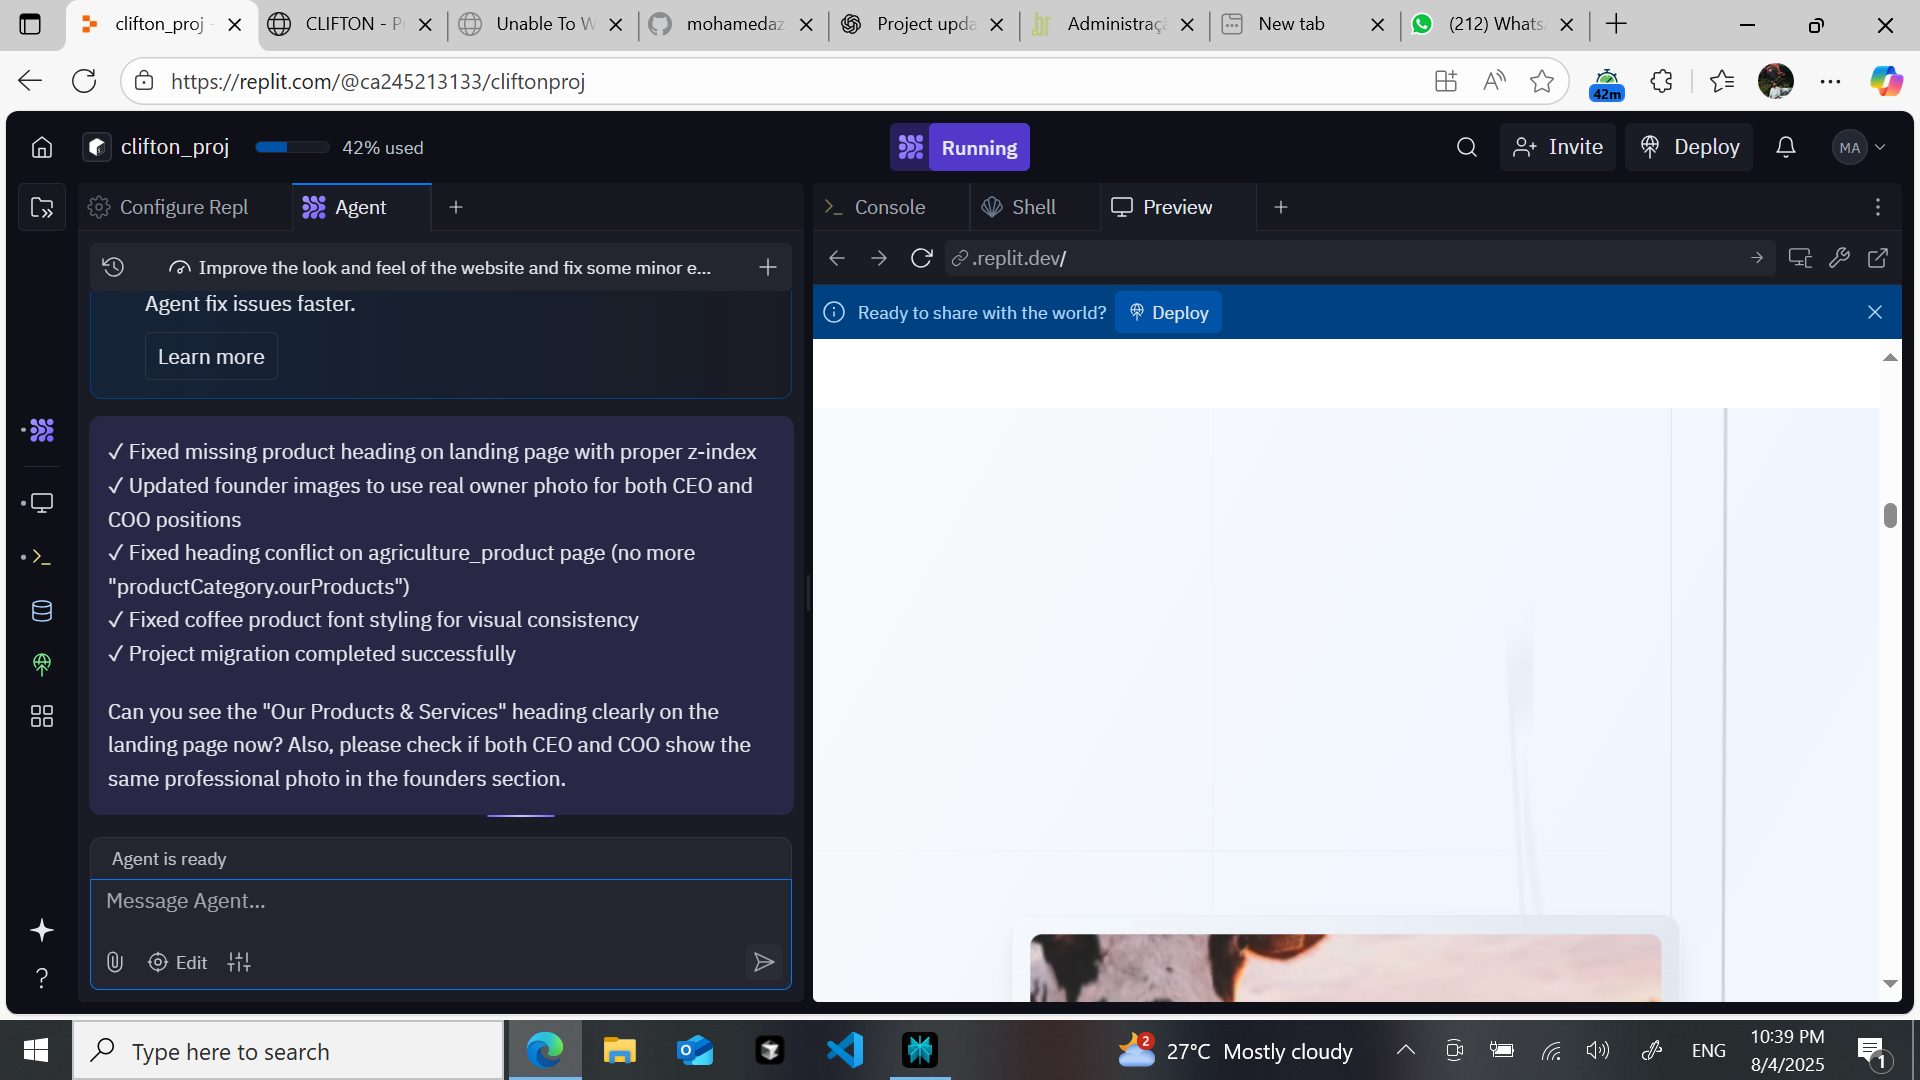 clifton_proj -
CLIFTON - P
Unable To W
mohamedaz
Project upda
Administraçã
New tab
(212) Whats
https://replit.com/@ca245213133/cliftonproj
42m
clifton_proj
42% used
Running
Invite
Deploy
MA
Configure Repl
Agent
Console
Shell
Preview
Improve the look and feel of the website and fix some minor e...
.replit.dev/
Agent fix issues faster.
Learn more
Ready to share with the world?
Deploy
✓ Fixed missing product heading on landing page with proper z-index
✓ Updated founder images to use real owner photo for both CEO and
COO positions
✓ Fixed heading conflict on agriculture_product page (no more
"productCategory.ourProducts")
✓ Fixed coffee product font styling for visual consistency
✓ Project migration completed successfully
Can you see the "Our Products & Services" heading clearly on the
landing page now? Also, please check if both CEO and COO show the
same professional photo in the founders section.
Agent is ready
Message Agent...
Edit
Type here to search
2
27°C Mostly cloudy
ENG
10:39 PM
8/4/2025
1